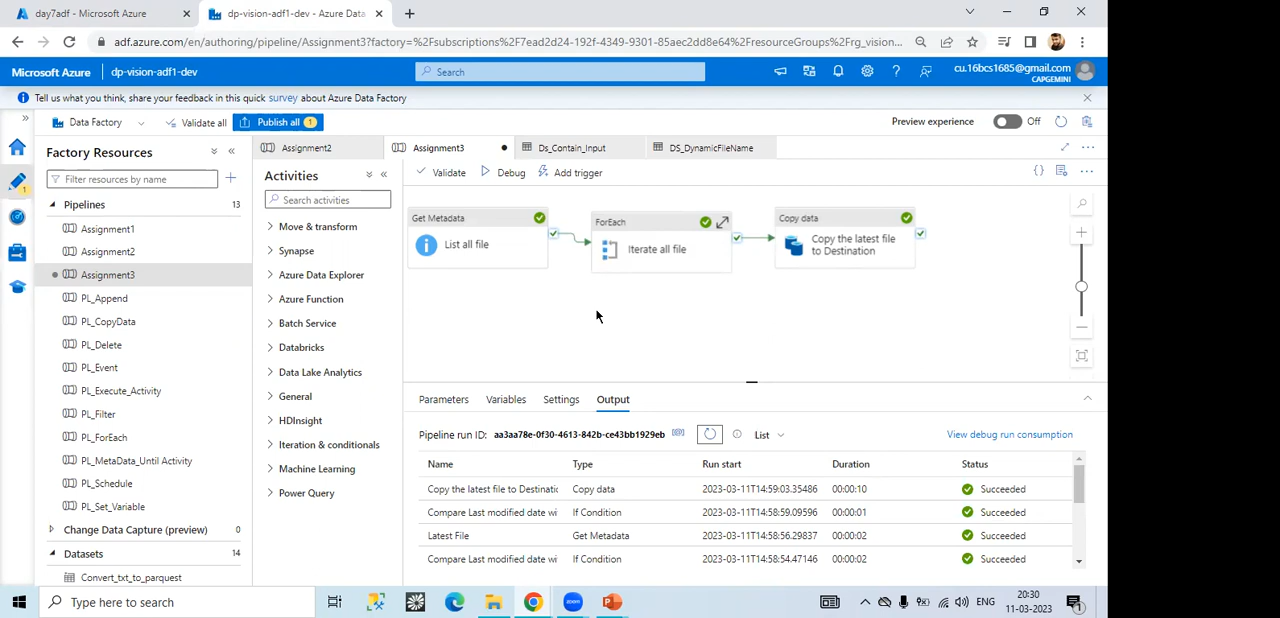 day7adf - Microsoft Azure
dp-vision-adf1-dev - Azure Data
adf.azure.com/en/authoring/pipeline/Assignment3?factory=%2Fsubscriptions%2F7ead2d24-192f-4349-9301-85aec2dd8e64%2FresourceGroups%2Frg_vision...
Microsoft Azure
dp-vision-adf1-dev
Search
cu.16bcs1685@gmail.com
CAPGEMINI
Tell us what you think, share your feedback in this quick survey about Azure Data Factory
Data Factory
Validate all
Publish all 1
Preview experience
Off
Factory Resources
Filter resources by name
Pipelines 13
Assignment1
Assignment2
Assignment3
PL_Append
PL_CopyData
PL_Delete
PL_Event
PL_Execute_Activity
PL_Filter
PL_ForEach
PL_MetaData_Until Activity
PL_Schedule
PL_Set_Variable
Change Data Capture (preview) 0
Datasets 14
Convert_txt_to_parquest
Assignment2
Assignment3
Ds_Contain_Input
DS_DynamicFileName
Activities
Search activities
Move & transform
Synapse
Azure Data Explorer
Azure Function
Batch Service
Databricks
Data Lake Analytics
General
HDInsight
Iteration & conditionals
Machine Learning
Power Query
Validate
Debug
Add trigger
Get Metadata
List all file
ForEach
Iterate all file
Copy data
Copy the latest file
to Destination
Parameters Variables Settings Output
Pipeline run ID: aa3aa78e-0f30-4613-842b-ce43bb1929eb
List
View debug run consumption
Name Type Run start Duration Status
Copy the latest file to Destinatic Copy data 2023-03-11T14:59:03.35486 00:00:10 Succeeded
Compare Last modified date wi If Condition 2023-03-11T14:58:59.09596 00:00:01 Succeeded
Latest File Get Metadata 2023-03-11T14:58:56.29837 00:00:02 Succeeded
Compare Last modified date wi If Condition 2023-03-11T14:58:54.47146 00:00:02 Succeeded
Type here to search
zoom
ENG
20:30
11-03-2023
1